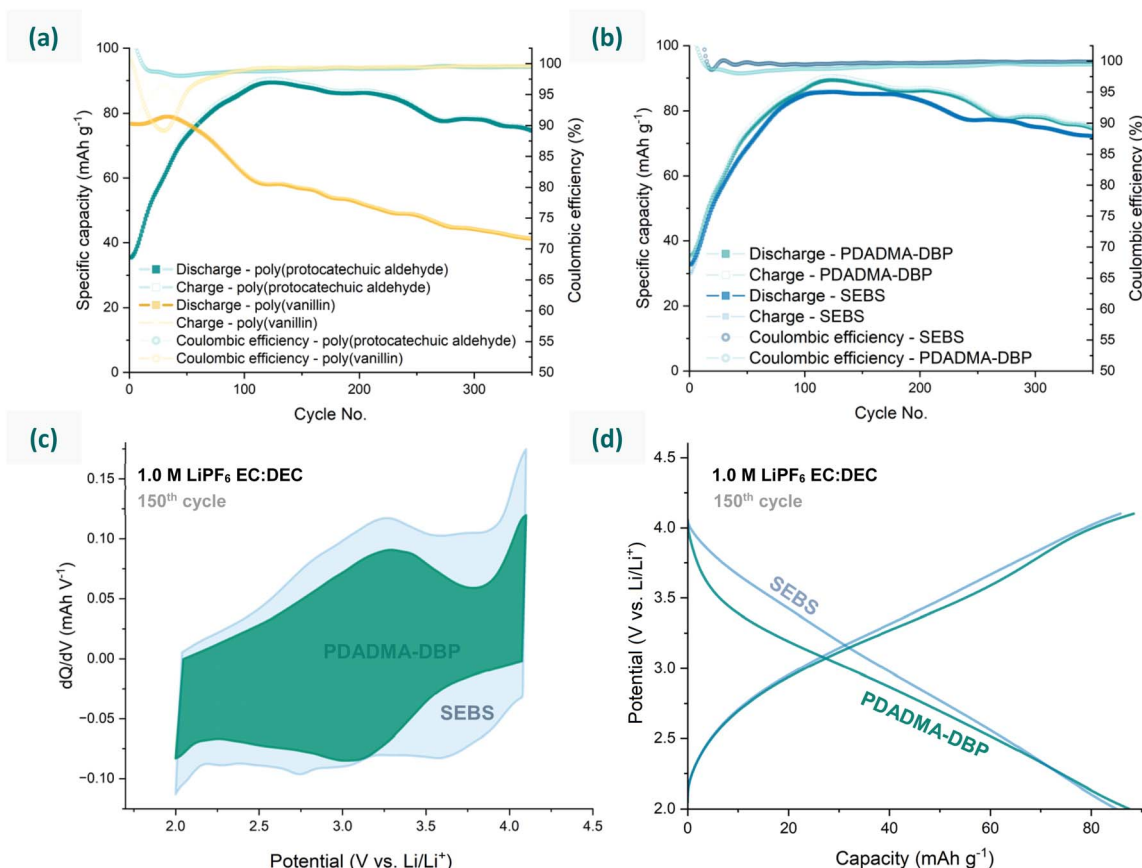 (a)
100
80
60
40
20
0
Specific capacity (mAh g⁻¹)
100
95
90
85
80
75
70
65
60
55
50
Coulombic efficiency (%)
Discharge - poly(protocatechuic aldehyde)
Charge - poly(protocatechuic aldehyde)
Discharge - poly(vanillin)
Charge - poly(vanillin)
Coulombic efficiency - poly(protocatechuic aldehyde)
Coulombic efficiency - poly(vanillin)
0 100 200 300
Cycle No.
(b)
100
90
80
70
60
50
40
30
20
10
0
Specific capacity (mAh g⁻¹)
100
95
90
85
80
75
70
65
60
55
50
Coulombic efficiency (%)
Discharge - PDADMA-DBP
Charge - PDADMA-DBP
Discharge - SEBS
Charge - SEBS
Coulombic efficiency - SEBS
Coulombic efficiency - PDADMA-DBP
0 100 200 300
Cycle No.
(c)
1.0 M LiPF₆ EC:DEC
150th cycle
0.15
0.10
0.05
0.00
−0.05
−0.10
dQ/dV (mAh V⁻¹)
PDADMA-DBP
SEBS
2.0 2.5 3.0 3.5 4.0 4.5
Potential (V vs. Li/Li⁺)
(d)
1.0 M LiPF₆ EC:DEC
150th cycle
4.5
4.0
3.5
3.0
2.5
2.0
Potential (V vs. Li/Li⁺)
SEBS
PDADMA-DBP
0 20 40 60 80
Capacity (mAh g⁻¹)